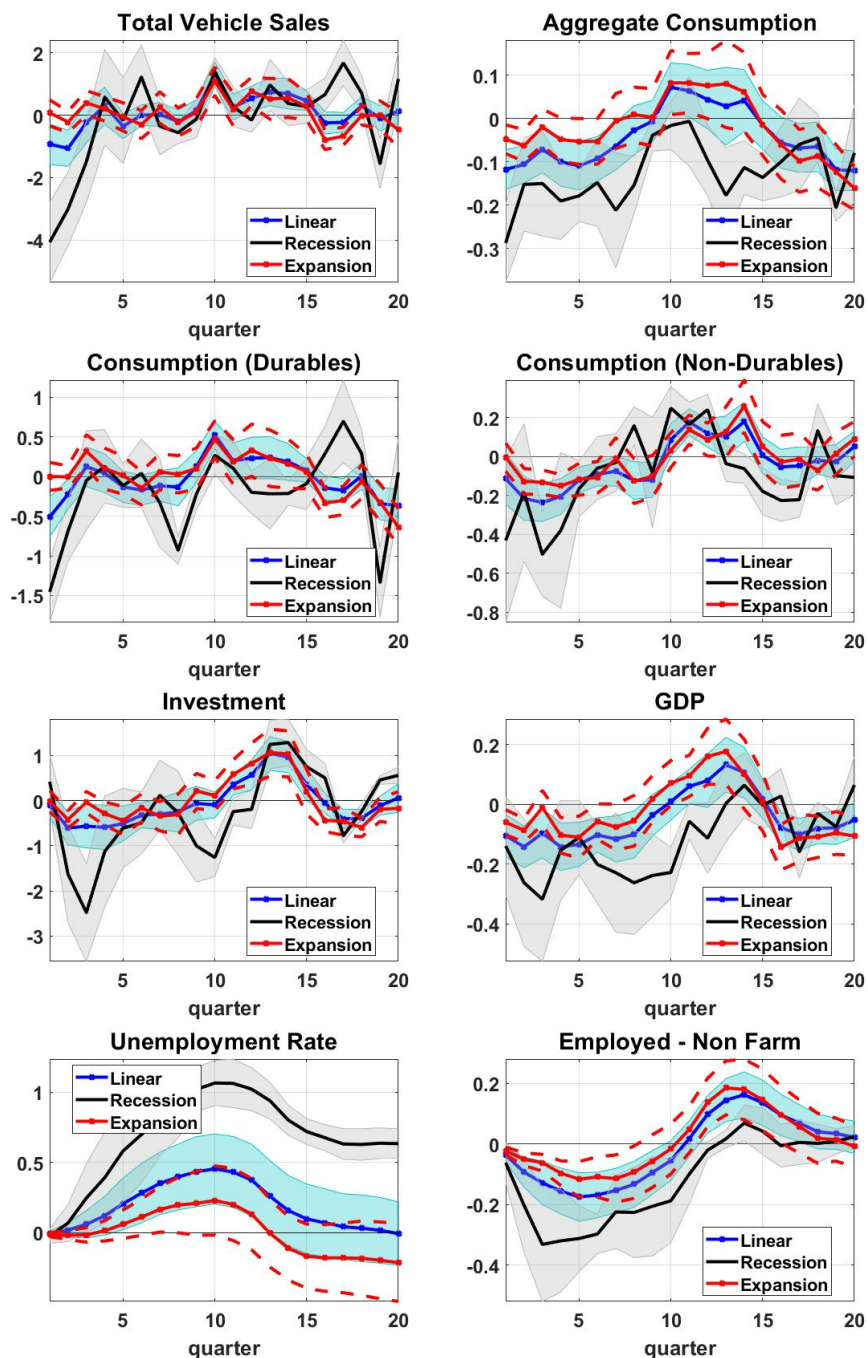 Total Vehicle Sales
2
0
-2
-4
Linear
Recession
Expansion
5
10
15
20
quarter
Aggregate Consumption
0.1
0
-0.1
-0.2
-0.3
Linear
Recession
Expansion
5
10
15
20
quarter
Consumption (Durables)
1
0.5
0
-0.5
-1
-1.5
Linear
Recession
Expansion
5
10
15
20
quarter
Consumption (Non-Durables)
0.2
0
-0.2
-0.4
-0.6
-0.8
Linear
Recession
Expansion
5
10
15
20
quarter
Investment
1
0
-1
-2
-3
Linear
Recession
Expansion
5
10
15
20
quarter
GDP
0.2
0
-0.2
-0.4
Linear
Recession
Expansion
5
10
15
20
quarter
Unemployment Rate
1
0.5
0
Linear
Recession
Expansion
5
10
15
20
quarter
Employed - Non Farm
0.2
0
-0.2
-0.4
Linear
Recession
Expansion
5
10
15
20
quarter